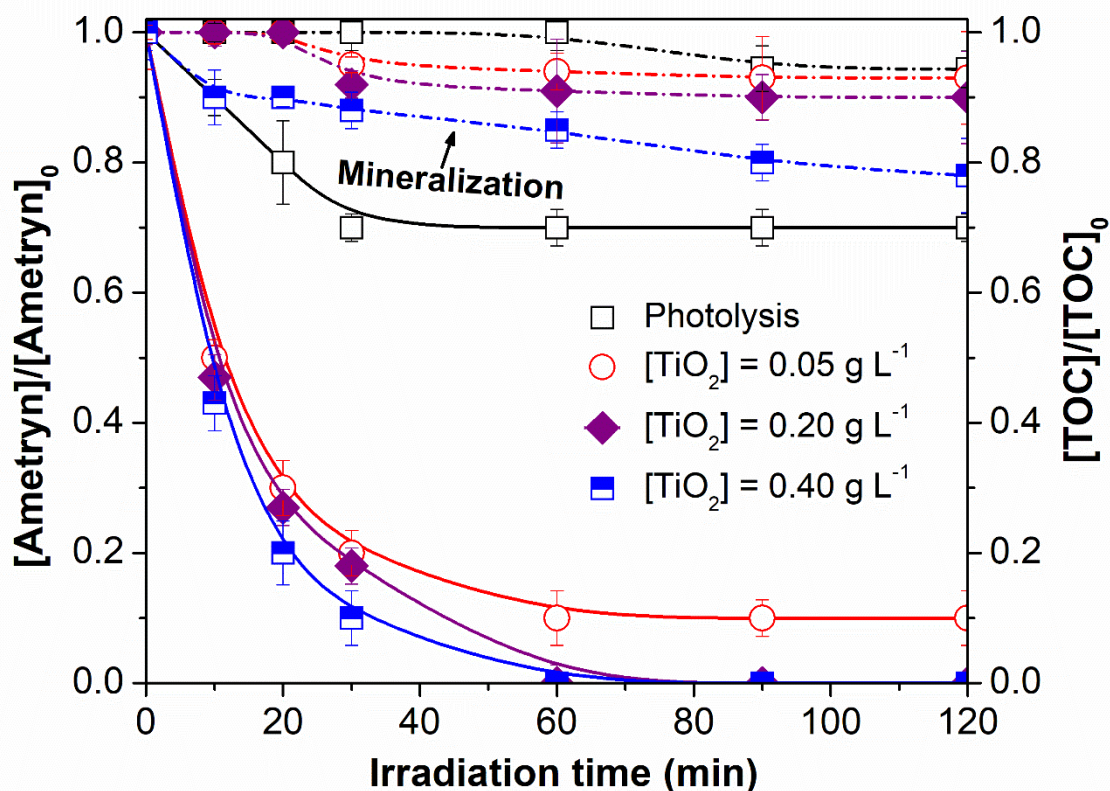 [Ametryn]/[Ametryn]₀
1.0
0.8
0.6
0.4
0.2
0.0
Mineralization
Photolysis
[TiO₂] = 0.05 g L⁻¹
[TiO₂] = 0.20 g L⁻¹
[TiO₂] = 0.40 g L⁻¹
1.0
0.8
0.6
0.4
0.2
0.0
[TOC]/[TOC]₀
0 20 40 60 80 100 120
Irradiation time (min)